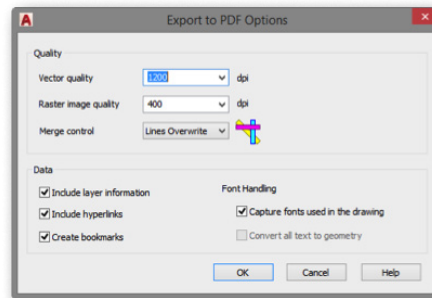 A
Export to PDF Options
Quality
Vector quality 1200 dpi
Raster image quality 400 dpi
Merge control Lines Overwrite
Data
Include layer information
Include hyperlinks
Create bookmarks
Font Handling
Capture fonts used in the drawing
Convert all text to geometry
OK Cancel Help